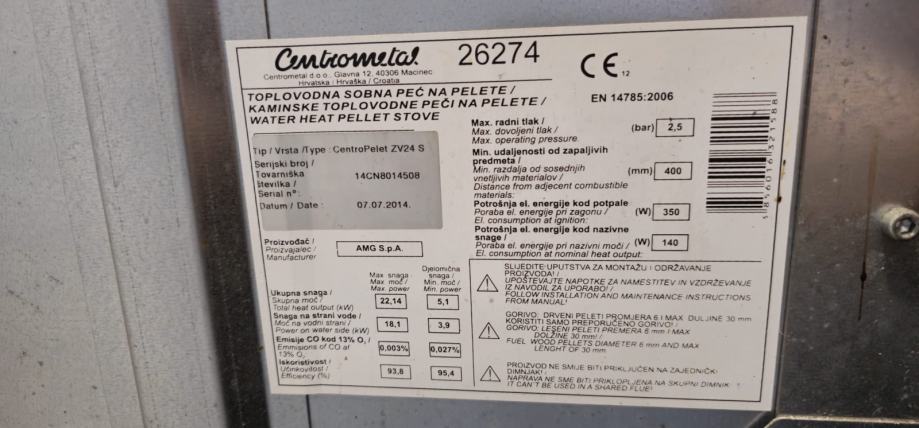 Centrometal 26274
CE 12
Centrometal d.o.o., Glavna 12, 40306 Macinec
Hrvatska / Hrvaška / Croatia
TOPLOVODNA SOBNA PEĆ NA PELETE /
KAMINSKE TOPLOVODNE PEČI NA PELETE /
WATER HEAT PELLET STOVE
EN 14785:2006
Tip / Vrsta /Type : CentroPelet ZV24 S
Serijski broj /
Tovarniška
številka /
Serial n°:
14CN8014508
Datum / Date : 07.07.2014.
Proizvođač /
Proizvajalec /
Manufacturer
AMG S.p.A.
Max snaga /
Max. moč /
Max. power
Djelomična
snaga /
Min. moč /
Min. power
Ukupna snaga /
Skupna moč /
Total heat output (kW)
22,14 5,1
Snaga na strani vode /
Moč na vodni strani /
Power on water side (kW)
18,1 3,9
Emisije CO kod 13% O₂ /
Emmisions of CO at
13% O₂
0,003% 0,027%
Iskoristivost /
Učinkovitost /
Efficiency (%)
93,8 95,4
Max. radni tlak /
Max. dovoljeni tlak /
Max. operating pressure
(bar) 2,5
Min. udaljenosti od zapaljivih
predmeta /
Min. razdalja od sosednjih
vnetljivih materialov /
Distance from adjecent combustible
materials:
(mm) 400
Potrošnja el. energije kod potpale
Poraba el. energije pri zagonu /
El. consumption at ignition:
(W) 350
Potrošnja el. energije kod nazivne
snage /
Poraba el. energije pri nazivni moči /
El. consumption at nominal heat output:
(W) 140
5856016321588
SLIJEDITE UPUTSTVA ZA MONTAŽU I ODRŽAVANJE
PROIZVODA! /
UPOŠTEVAJTE NAPOTKE ZA NAMESTITEV IN VZDRŽEVANJE
IZ NAVODIL ZA UPORABO! /
FOLLOW INSTALLATION AND MAINTENANCE INSTRUCTIONS
FROM MANUAL!
GORIVO: DRVENI PELETI PROMJERA 6 I MAX. DULJINE 30 mm
KORISTITI SAMO PREPORUČENO GORIVO! /
GORIVO: LESENI PELETI PREMERA 6 mm I MAX
DOLŽINE 30 mm! /
FUEL WOOD PELLETS DIAMETER 6 mm AND MAX
LENGHT OF 30 mm
PROIZVOD NE SMIJE BITI PRIKLJUČEN NA ZAJEDNIČKI
DIMNJAK! /
NAPRAVA NE SME BITI PRIKLOPLJENA NA SKUPNI DIMNIK
IT CAN'T BE USED IN A SHARED FLUE!